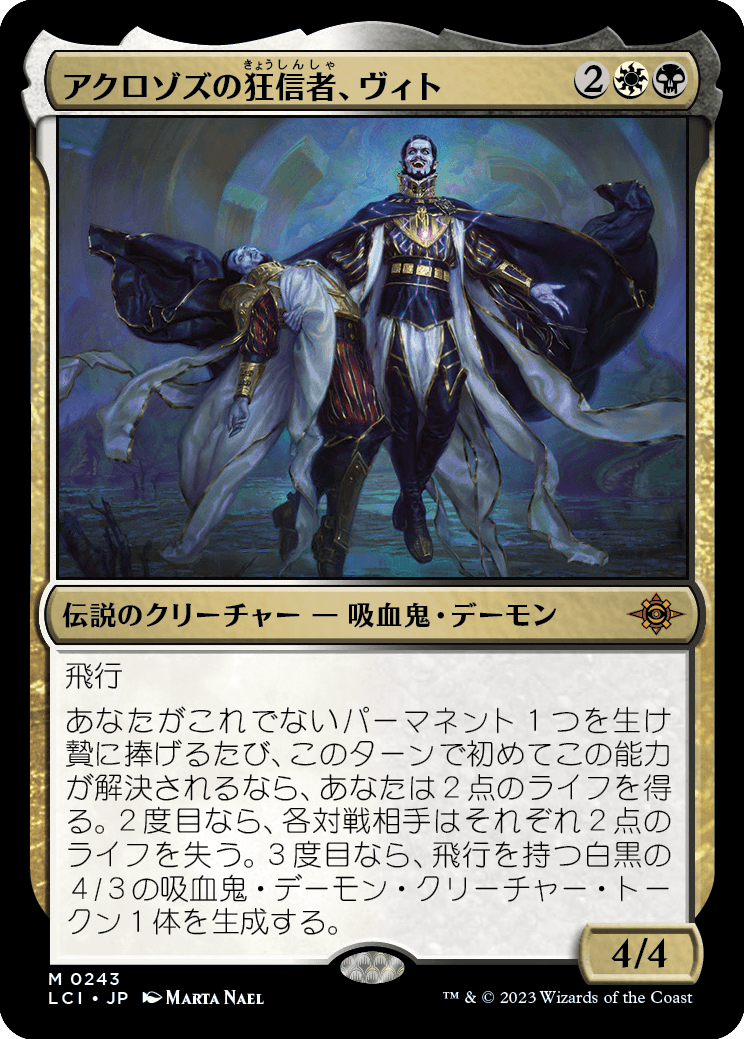 きょうしんしゃ
アクロゾズの狂信者、ヴィト 2
伝説のクリーチャー — 吸血鬼・デーモン
飛行
あなたがこれでないパーマネント１つを生け
贄に捧げるたび、このターンで初めてこの能力
が解決されるなら、あなたは２点のライフを得
る。２度目なら、各対戦相手はそれぞれ２点の
ライフを失う。３度目なら、飛行を持つ白黒の
４/３の吸血鬼・デーモン・クリーチャー・トー
クン１体を生成する。
4/4
M 0243
LCI • JP Marta Nael
™ & © 2023 Wizards of the Coast